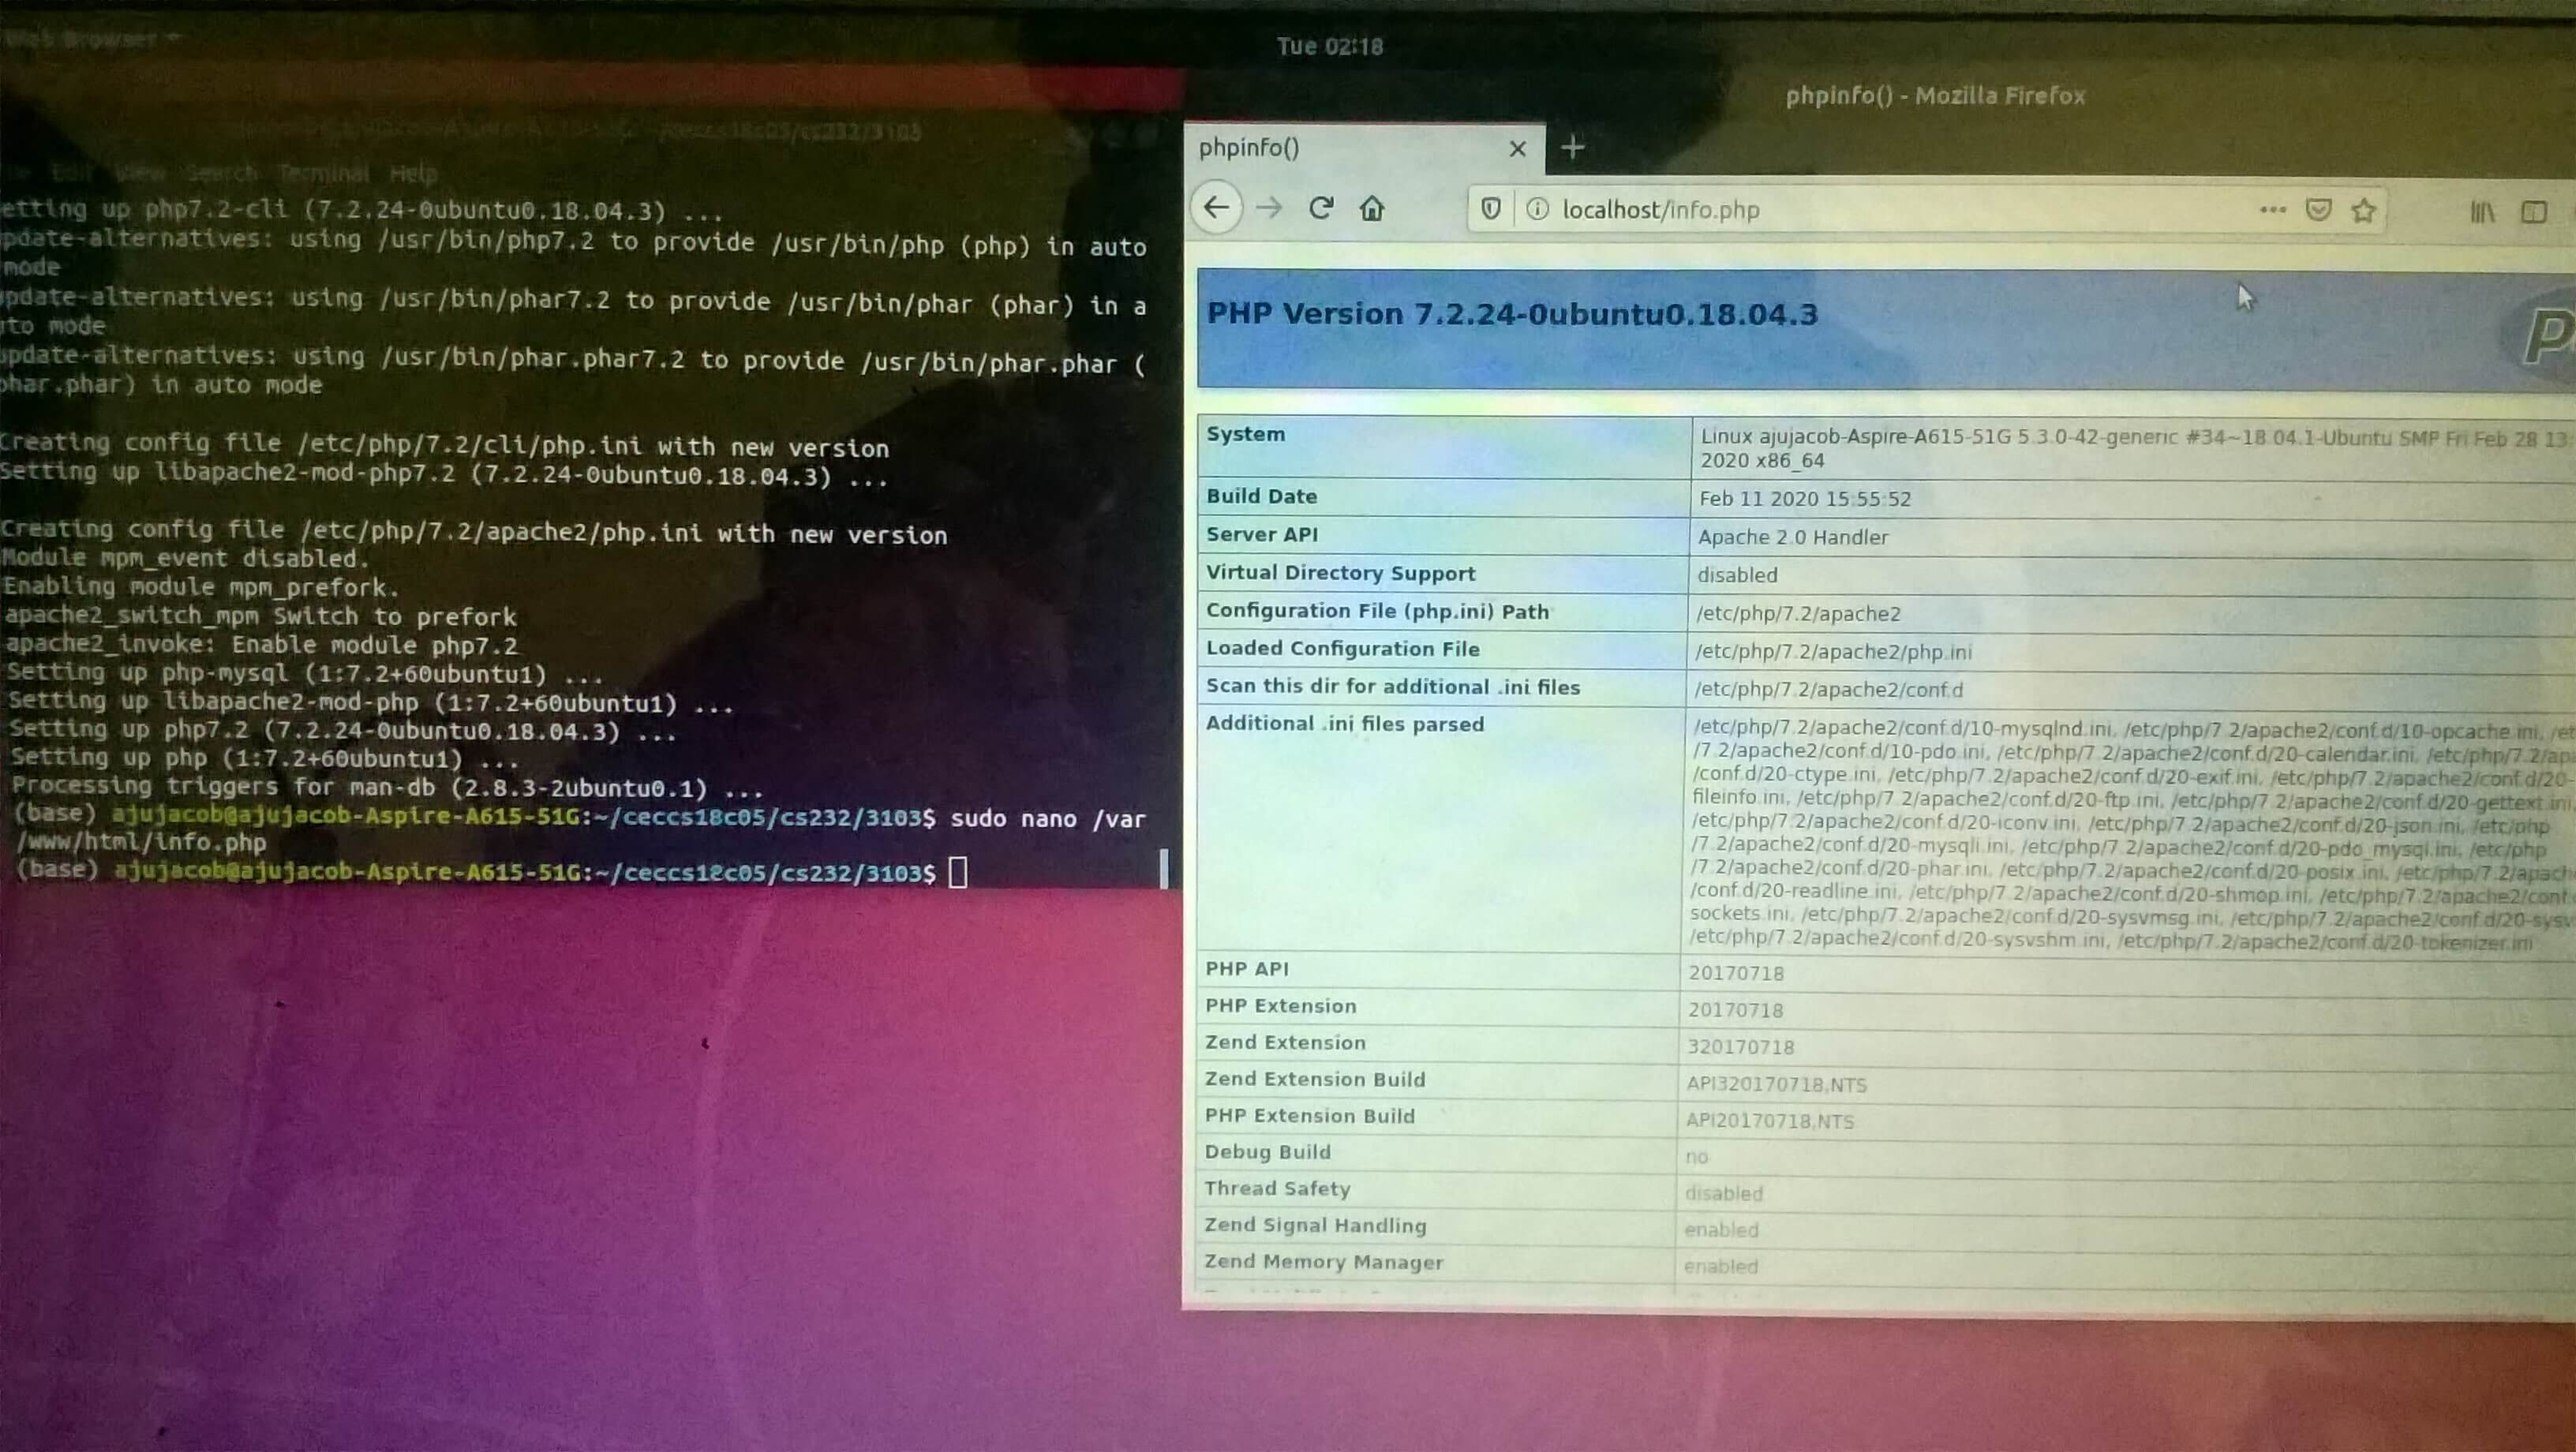 Web Browser
Tue 02:18
/ceccs18c05/cs232/3103
Edit View Search Terminal Help
etting up php7.2-cli (7.2.24-0ubuntu0.18.04.3) ...
pdate-alternatives: using /usr/bin/php7.2 to provide /usr/bin/php (php) in auto
mode
pdate-alternatives: using /usr/bin/phar7.2 to provide /usr/bin/phar (phar) in a
uto mode
update-alternatives: using /usr/bin/phar.phar7.2 to provide /usr/bin/phar.phar (
phar.phar) in auto mode
Creating config file /etc/php/7.2/cli/php.ini with new version
Setting up libapache2-mod-php7.2 (7.2.24-0ubuntu0.18.04.3) ...
Creating config file /etc/php/7.2/apache2/php.ini with new version
Module mpm_event disabled.
Enabling module mpm_prefork.
apache2_switch_mpm Switch to prefork
apache2_invoke: Enable module php7.2
Setting up php-mysql (1:7.2+60ubuntu1) ...
Setting up libapache2-mod-php (1:7.2+60ubuntu1) ...
Setting up php7.2 (7.2.24-0ubuntu0.18.04.3) ...
Setting up php (1:7.2+60ubuntu1) ...
Processing triggers for man-db (2.8.3-2ubuntu0.1) ...
(base) ajujacob@ajujacob-Aspire-A615-51G:~/ceccs18c05/cs232/3103$ sudo nano /var
/www/html/info.php
(base) ajujacob@ajujacob-Aspire-A615-51G:~/ceccs18c05/cs232/3103$
phpinfo() - Mozilla Firefox
phpinfo()
localhost/info.php
PHP Version 7.2.24-0ubuntu0.18.04.3
System Linux ajujacob-Aspire-A615-51G 5.3.0-42-generic #34~18.04.1-Ubuntu SMP Fri Feb 28 13
2020 x86_64
Build Date Feb 11 2020 15:55:52
Server API Apache 2.0 Handler
Virtual Directory Support disabled
Configuration File (php.ini) Path /etc/php/7.2/apache2
Loaded Configuration File /etc/php/7.2/apache2/php.ini
Scan this dir for additional .ini files /etc/php/7.2/apache2/conf.d
Additional .ini files parsed /etc/php/7.2/apache2/conf.d/10-mysqlnd.ini, /etc/php/7.2/apache2/conf.d/10-opcache.ini, /et
/7.2/apache2/conf.d/10-pdo.ini, /etc/php/7.2/apache2/conf.d/20-calendar.ini, /etc/php/7.2/ap
/conf.d/20-ctype.ini, /etc/php/7.2/apache2/conf.d/20-exif.ini, /etc/php/7.2/apache2/conf.d/20
fileinfo.ini, /etc/php/7.2/apache2/conf.d/20-ftp.ini, /etc/php/7.2/apache2/conf.d/20-gettext.ini
/etc/php/7.2/apache2/conf.d/20-iconv.ini, /etc/php/7.2/apache2/conf.d/20-json.ini, /etc/php
/7.2/apache2/conf.d/20-mysqli.ini, /etc/php/7.2/apache2/conf.d/20-pdo_mysql.ini, /etc/php
/7.2/apache2/conf.d/20-phar.ini, /etc/php/7.2/apache2/conf.d/20-posix.ini, /etc/php/7.2/apach
/conf.d/20-readline.ini, /etc/php/7.2/apache2/conf.d/20-shmop.ini, /etc/php/7.2/apache2/conf
sockets.ini, /etc/php/7.2/apache2/conf.d/20-sysvmsg.ini, /etc/php/7.2/apache2/conf.d/20-sysv
/etc/php/7.2/apache2/conf.d/20-sysvshm.ini, /etc/php/7.2/apache2/conf.d/20-tokenizer.ini
PHP API 20170718
PHP Extension 20170718
Zend Extension 320170718
Zend Extension Build API320170718,NTS
PHP Extension Build API20170718,NTS
Debug Build no
Thread Safety disabled
Zend Signal Handling enabled
Zend Memory Manager enabled